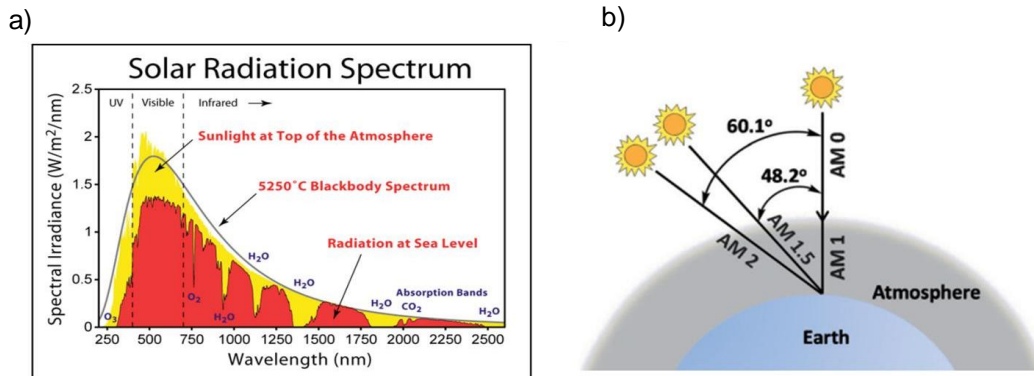 a)
Solar Radiation Spectrum
UV Visible Infrared →
Sunlight at Top of the Atmosphere
5250°C Blackbody Spectrum
Radiation at Sea Level
H₂O
H₂O
H₂O
Absorption Bands
CO₂
H₂O
O₂
H₂O
O₃
Spectral Irradiance (W/m²/nm)
2.5
2
1.5
1
0.5
0
250 500 750 1000 1250 1500 1750 2000 2250 2500
Wavelength (nm)
b)
60.1°
48.2°
AM 0
AM 1
AM 1.5
AM 2
Atmosphere
Earth